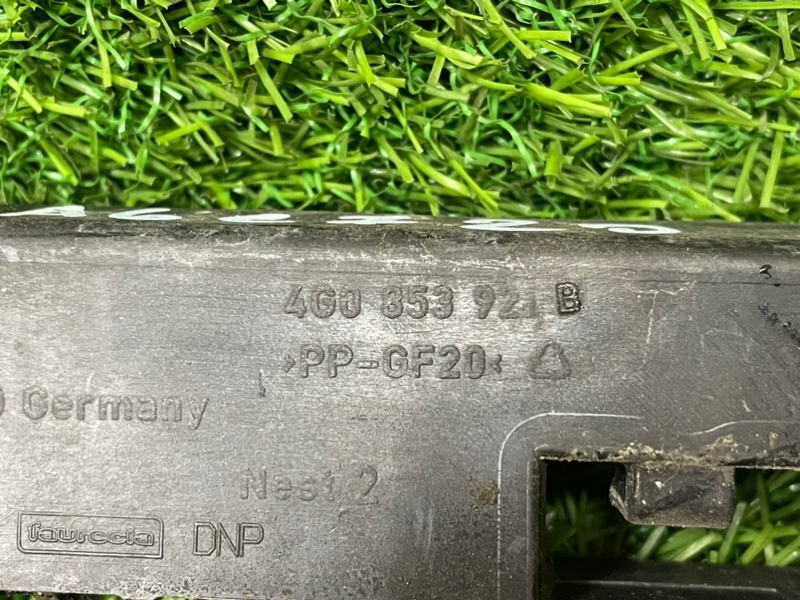 4G0 853 921 B
>PP-GF20<
Germany
Nest 2
faurecia DNP